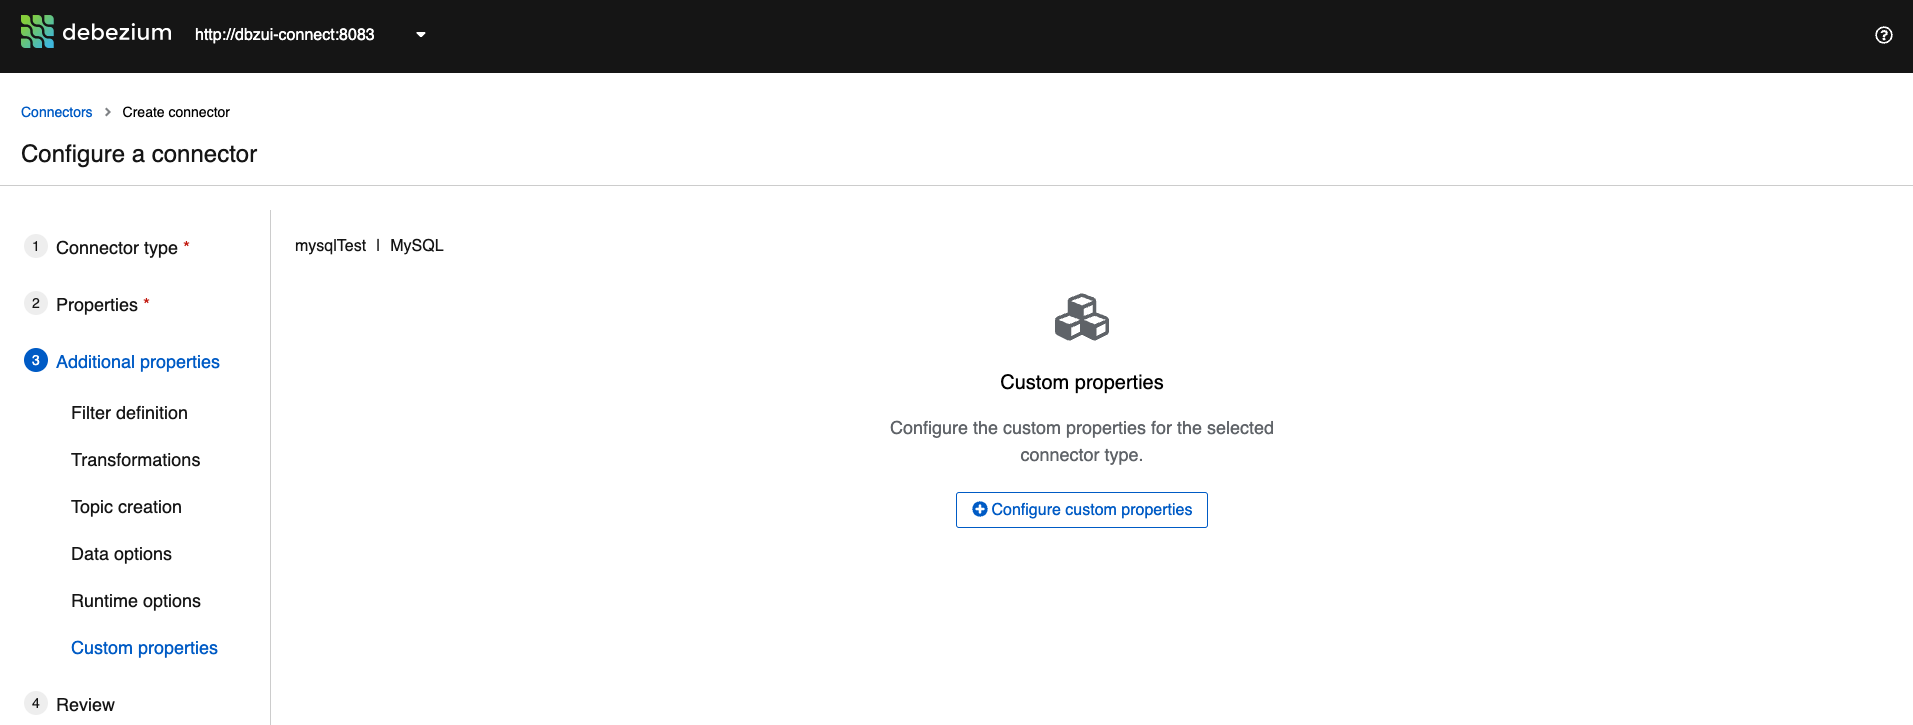 debezium http://dbzui-connect:8083
Connectors > Create connector
Configure a connector
1 Connector type *
2 Properties *
3 Additional properties
Filter definition
Transformations
Topic creation
Data options
Runtime options
Custom properties
4 Review
mysqlTest | MySQL
Custom properties
Configure the custom properties for the selected
connector type.
Configure custom properties